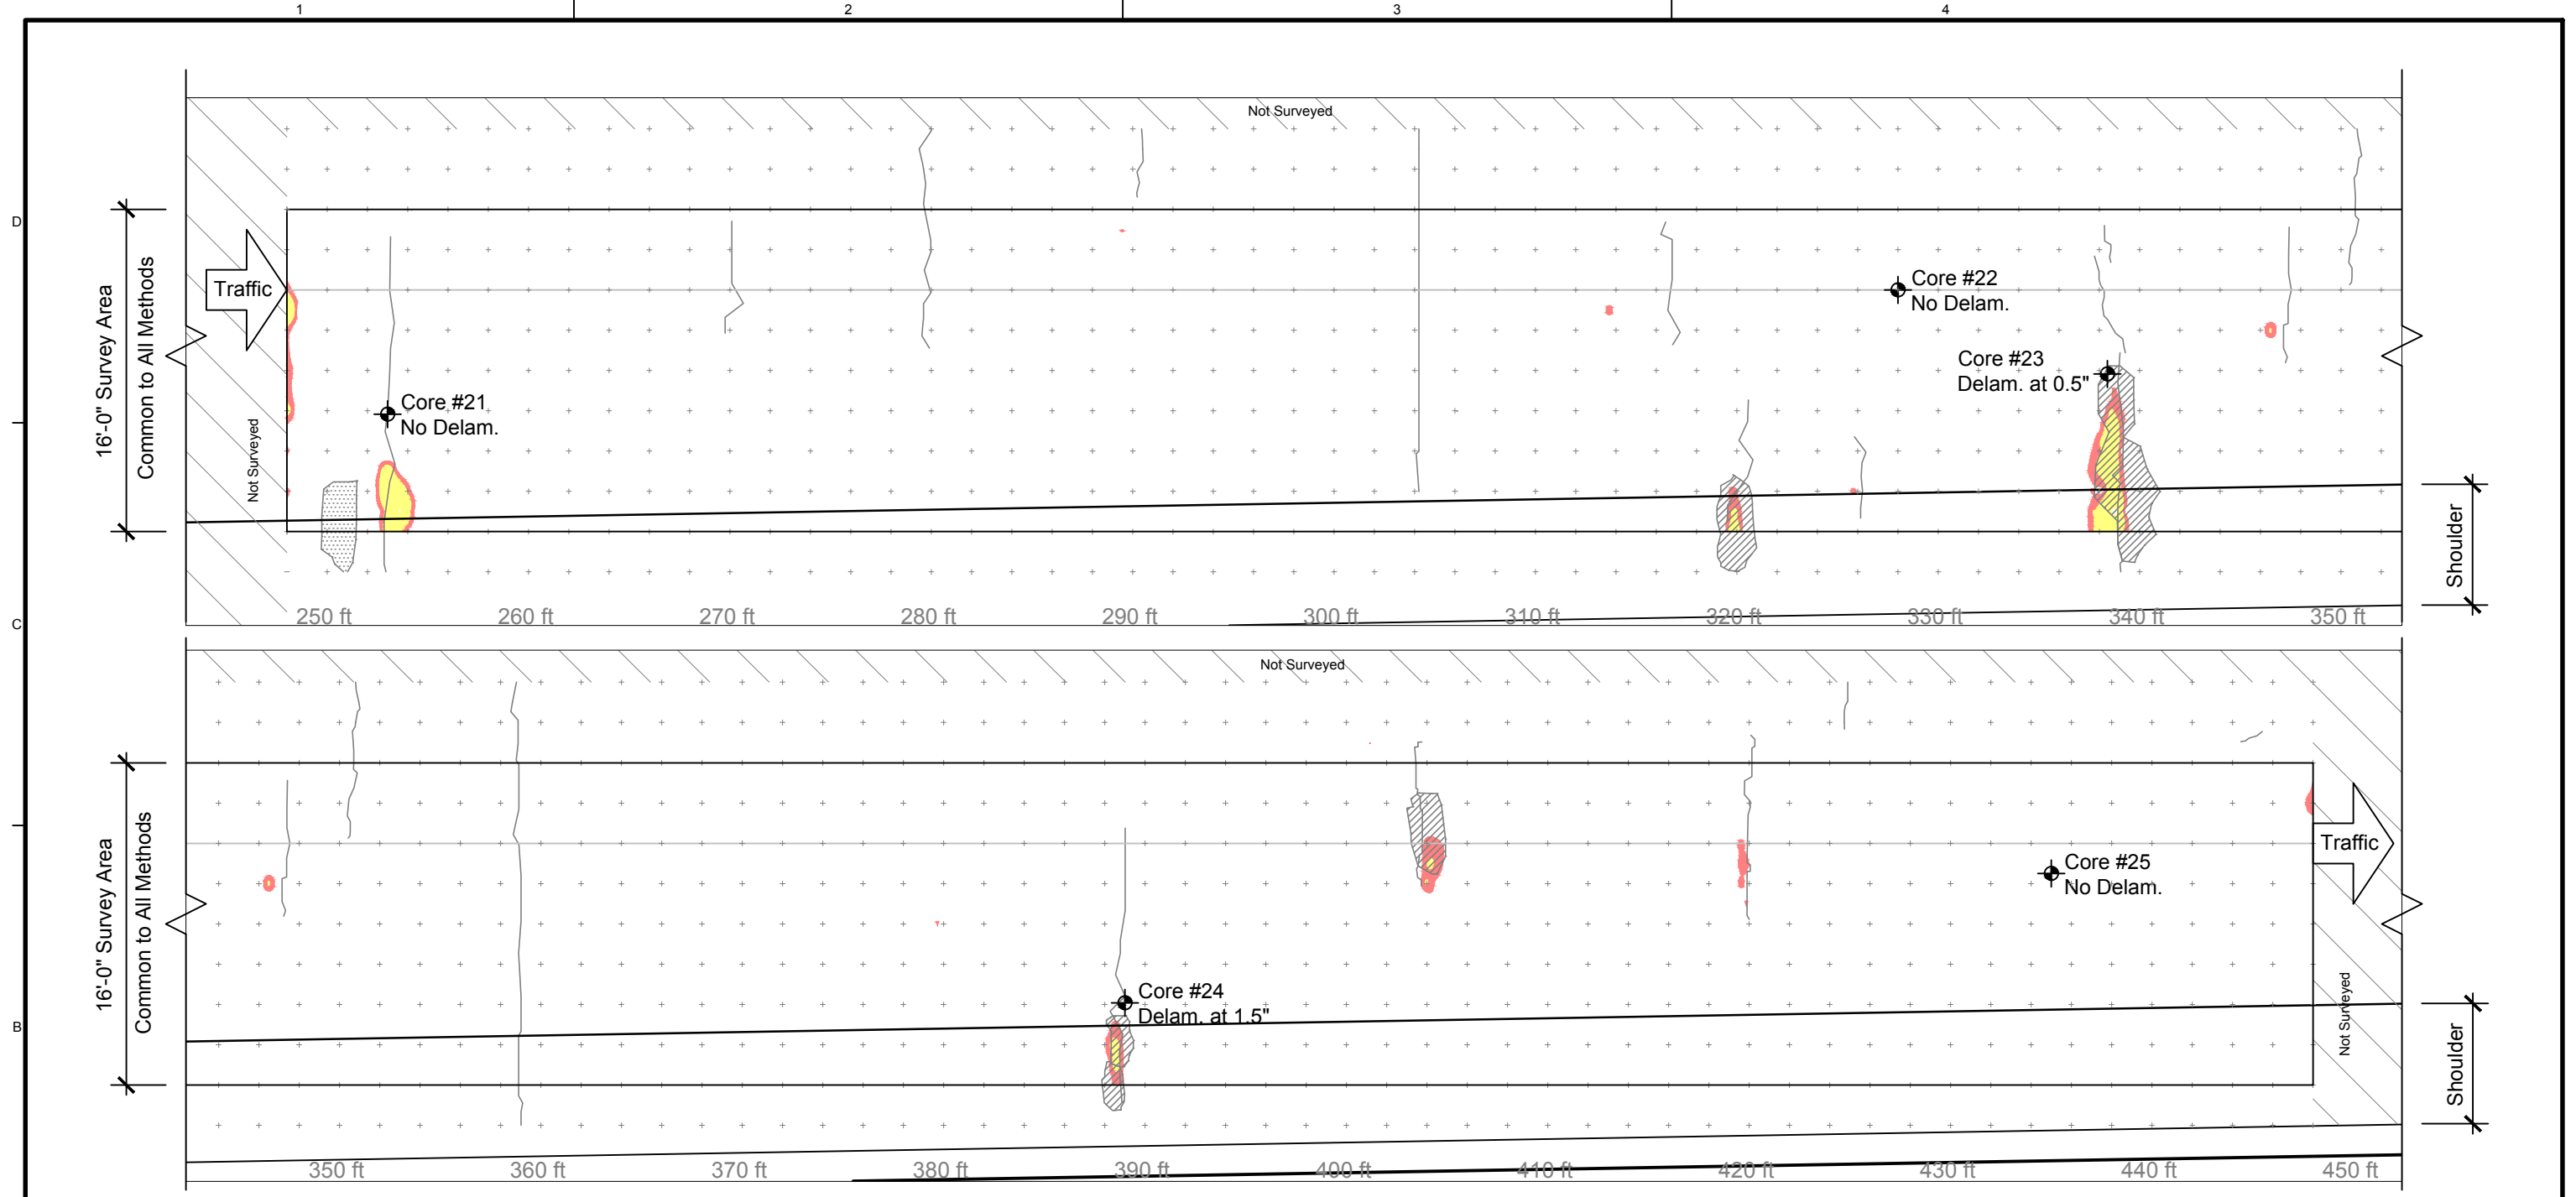 1
2
3
4
Not Surveyed
D
16'-0" Survey Area
Common to All Methods
Traffic
Not Surveyed
Core #21
No Delam.
Core #22
No Delam.
Core #23
Delam. at 0.5"
Shoulder
250 ft
260 ft
270 ft
280 ft
290 ft
300 ft
310 ft
320 ft
330 ft
340 ft
350 ft
C
Not Surveyed
16'-0" Survey Area
Common to All Methods
Core #24
Delam. at 1.5"
Core #25
No Delam.
Traffic
Not Surveyed
Shoulder
B
350 ft
360 ft
370 ft
380 ft
390 ft
400 ft
410 ft
420 ft
430 ft
440 ft
450 ft